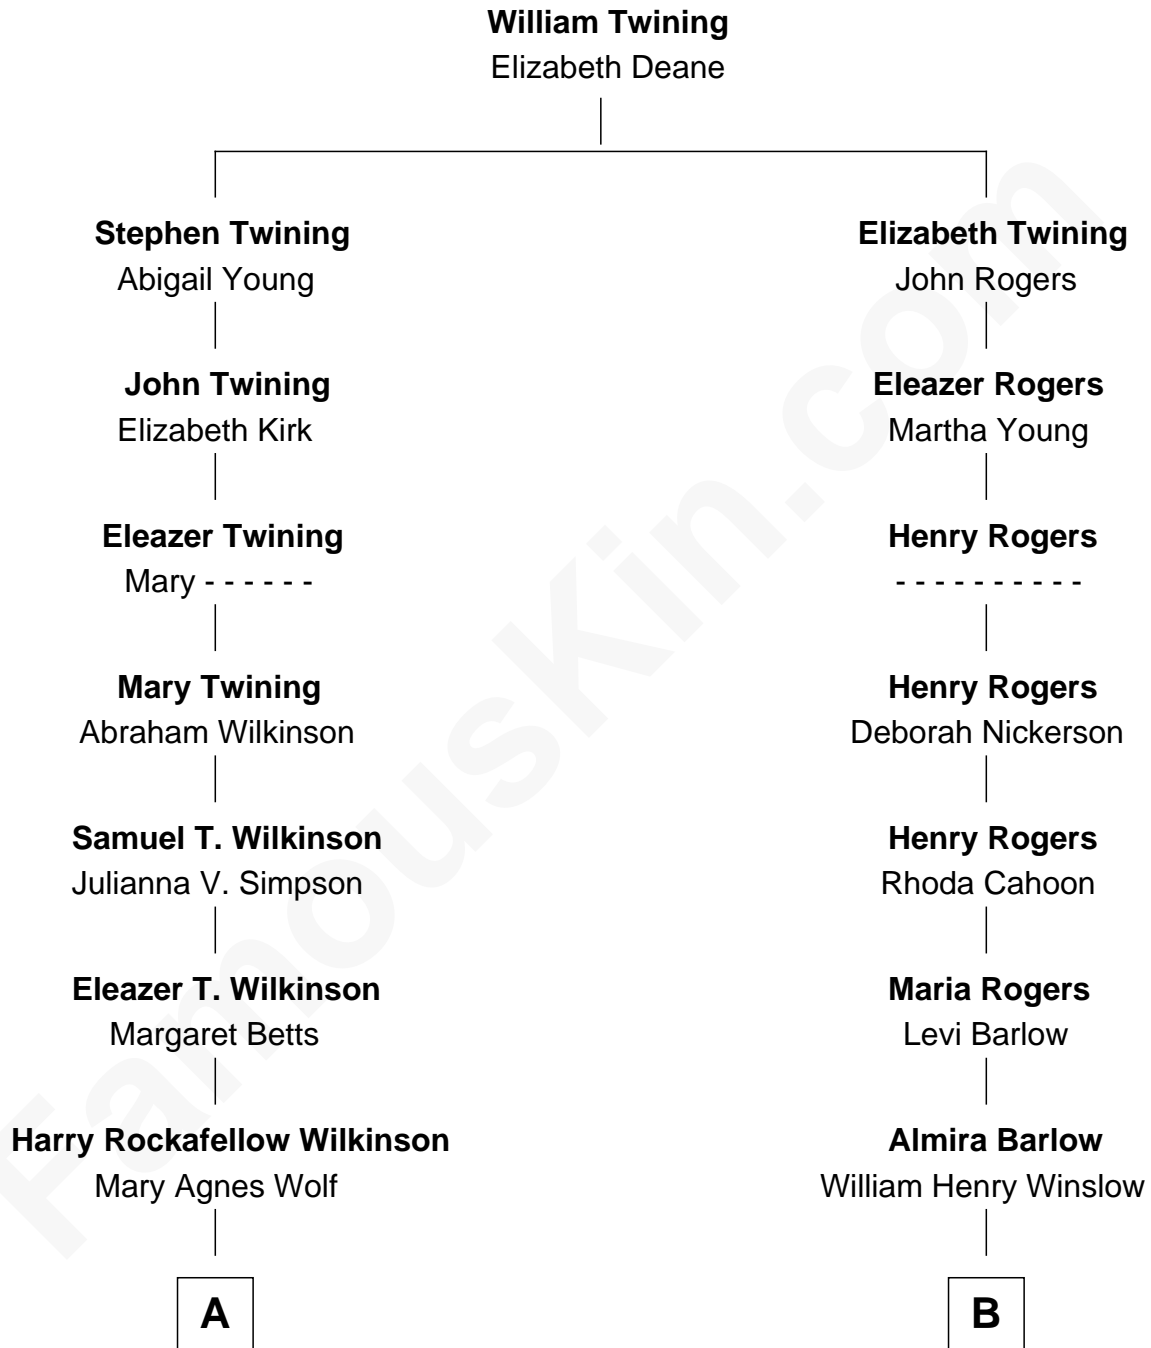 William Twining
Elizabeth Deane
Stephen Twining
Abigail Young
Elizabeth Twining
John Rogers
John Twining
Elizabeth Kirk
Eleazer Rogers
Martha Young
Eleazer Twining
Mary - - - - - -
Henry Rogers
- - - - - - - - - -
Mary Twining
Abraham Wilkinson
Henry Rogers
Deborah Nickerson
Samuel T. Wilkinson
Julianna V. Simpson
Henry Rogers
Rhoda Cahoon
Eleazer T. Wilkinson
Margaret Betts
Maria Rogers
Levi Barlow
Harry Rockafellow Wilkinson
Mary Agnes Wolf
Almira Barlow
William Henry Winslow
A
B
FamousKin.com